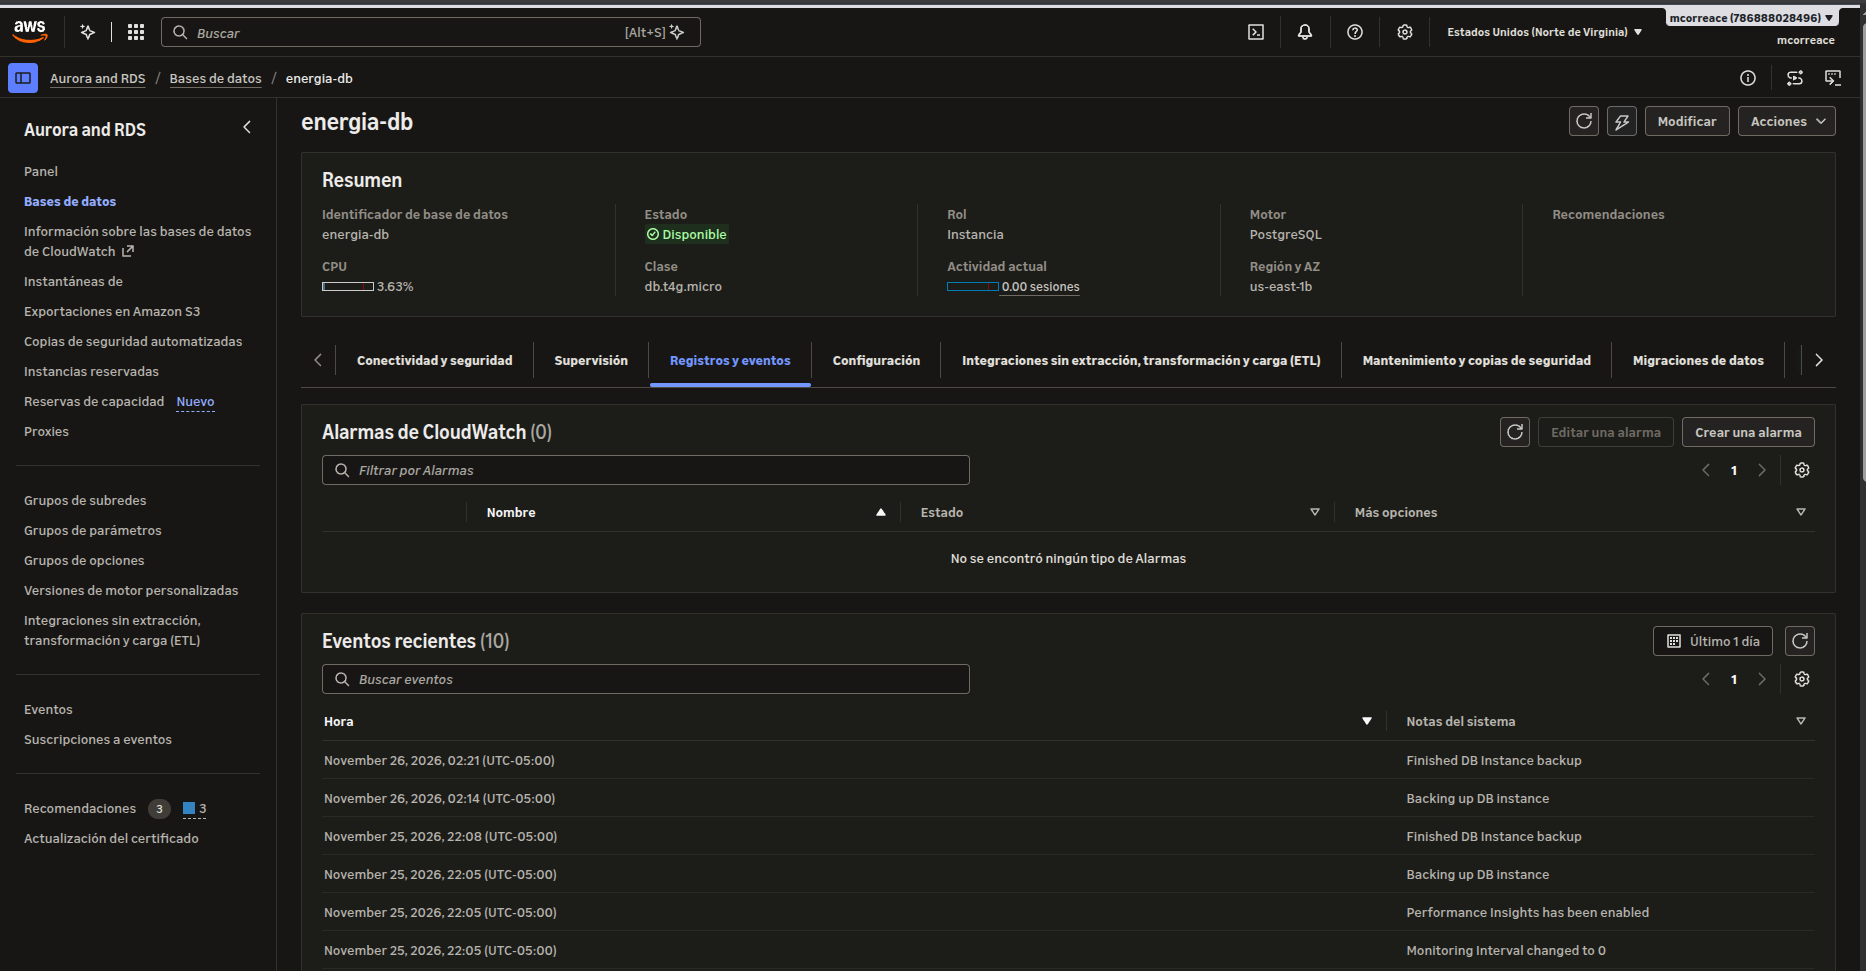 aws
Buscar
[Alt+S]
Estados Unidos (Norte de Virginia) ▼
mcorreace (786888028496) ▼
mcorreace
Aurora and RDS / Bases de datos / energia-db
Aurora and RDS
Panel
Bases de datos
Información sobre las bases de datos
de CloudWatch
Instantáneas de
Exportaciones en Amazon S3
Copias de seguridad automatizadas
Instancias reservadas
Reservas de capacidad Nuevo
Proxies
Grupos de subredes
Grupos de parámetros
Grupos de opciones
Versiones de motor personalizadas
Integraciones sin extracción,
transformación y carga (ETL)
Eventos
Suscripciones a eventos
Recomendaciones 3 3
Actualización del certificado
energia-db
Modificar
Acciones
Resumen
Identificador de base de datos
energia-db
Estado
Disponible
Rol
Instancia
Motor
PostgreSQL
Recomendaciones
CPU
3.63%
Clase
db.t4g.micro
Actividad actual
0.00 sesiones
Región y AZ
us-east-1b
Conectividad y seguridad
Supervisión
Registros y eventos
Configuración
Integraciones sin extracción, transformación y carga (ETL)
Mantenimiento y copias de seguridad
Migraciones de datos
Alarmas de CloudWatch (0)
Editar una alarma
Crear una alarma
Filtrar por Alarmas
1
Nombre
Estado
Más opciones
No se encontró ningún tipo de Alarmas
Eventos recientes (10)
Último 1 día
Buscar eventos
1
Hora
Notas del sistema
November 26, 2026, 02:21 (UTC-05:00) Finished DB Instance backup
November 26, 2026, 02:14 (UTC-05:00) Backing up DB instance
November 25, 2026, 22:08 (UTC-05:00) Finished DB Instance backup
November 25, 2026, 22:05 (UTC-05:00) Backing up DB instance
November 25, 2026, 22:05 (UTC-05:00) Performance Insights has been enabled
November 25, 2026, 22:05 (UTC-05:00) Monitoring Interval changed to 0